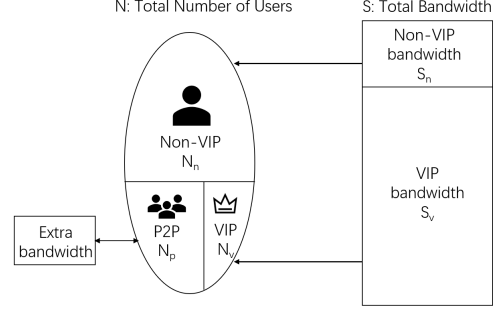 N: Total Number of Users
S: Total Bandwidth
Non-VIP
bandwidth
Sn
Non-VIP
Nn
VIP
bandwidth
Sv
P2P
Np
VIP
Nv
Extra
bandwidth